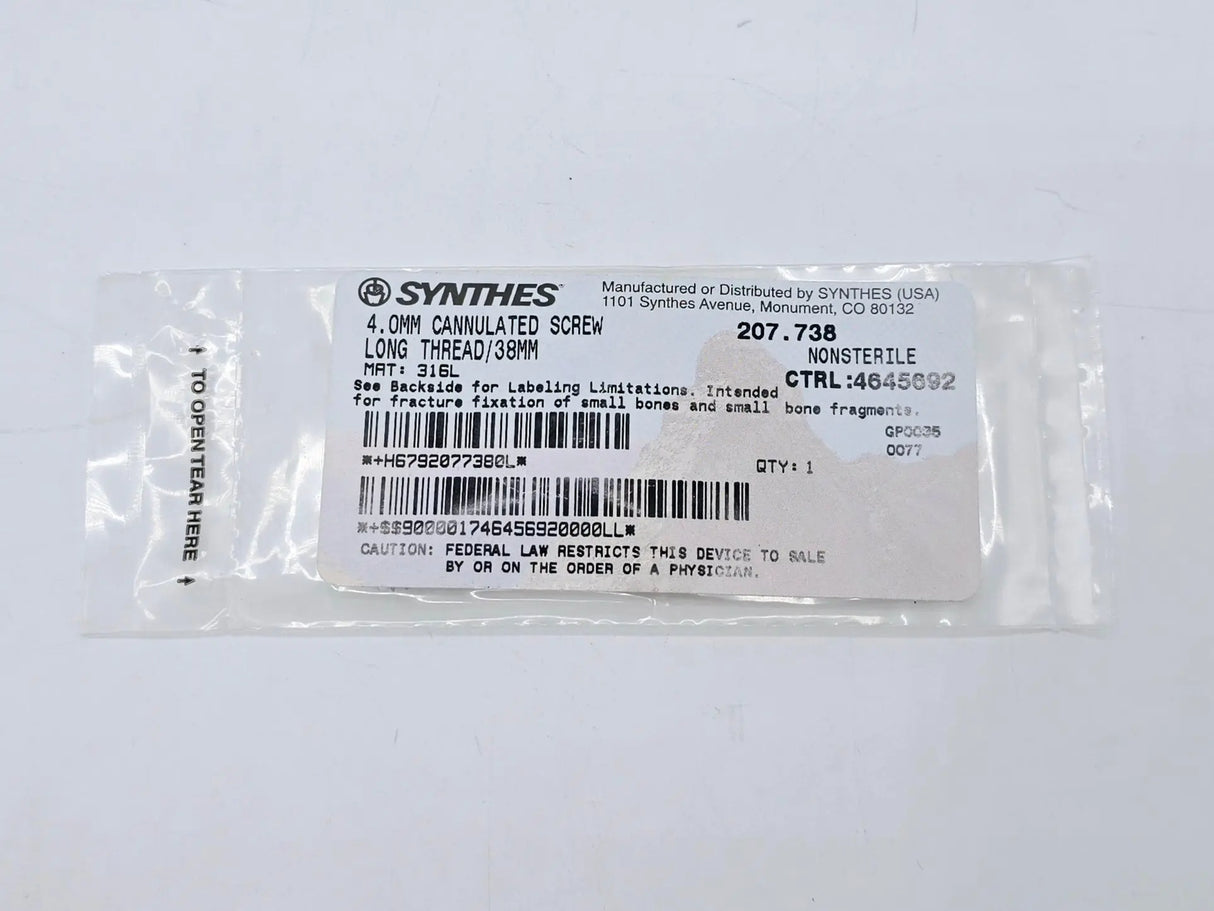 SYNTHES
Manufactured or Distributed by SYNTHES (USA)
1101 Synthes Avenue, Monument, CO 80132
4.0MM CANNULATED SCREW
207.738
LONG THREAD/38MM
NONSTERILE
MAT: 316L
CTRL:4645692
See Backside for Labeling Limitations. Intended
for fracture fixation of small bones and small bone fragments.
GP0035
0077
*+H6792077380L*
QTY: 1
*+$$900001746456920000LL*
CAUTION: FEDERAL LAW RESTRICTS THIS DEVICE TO SALE
BY OR ON THE ORDER OF A PHYSICIAN.
TO OPEN TEAR HERE